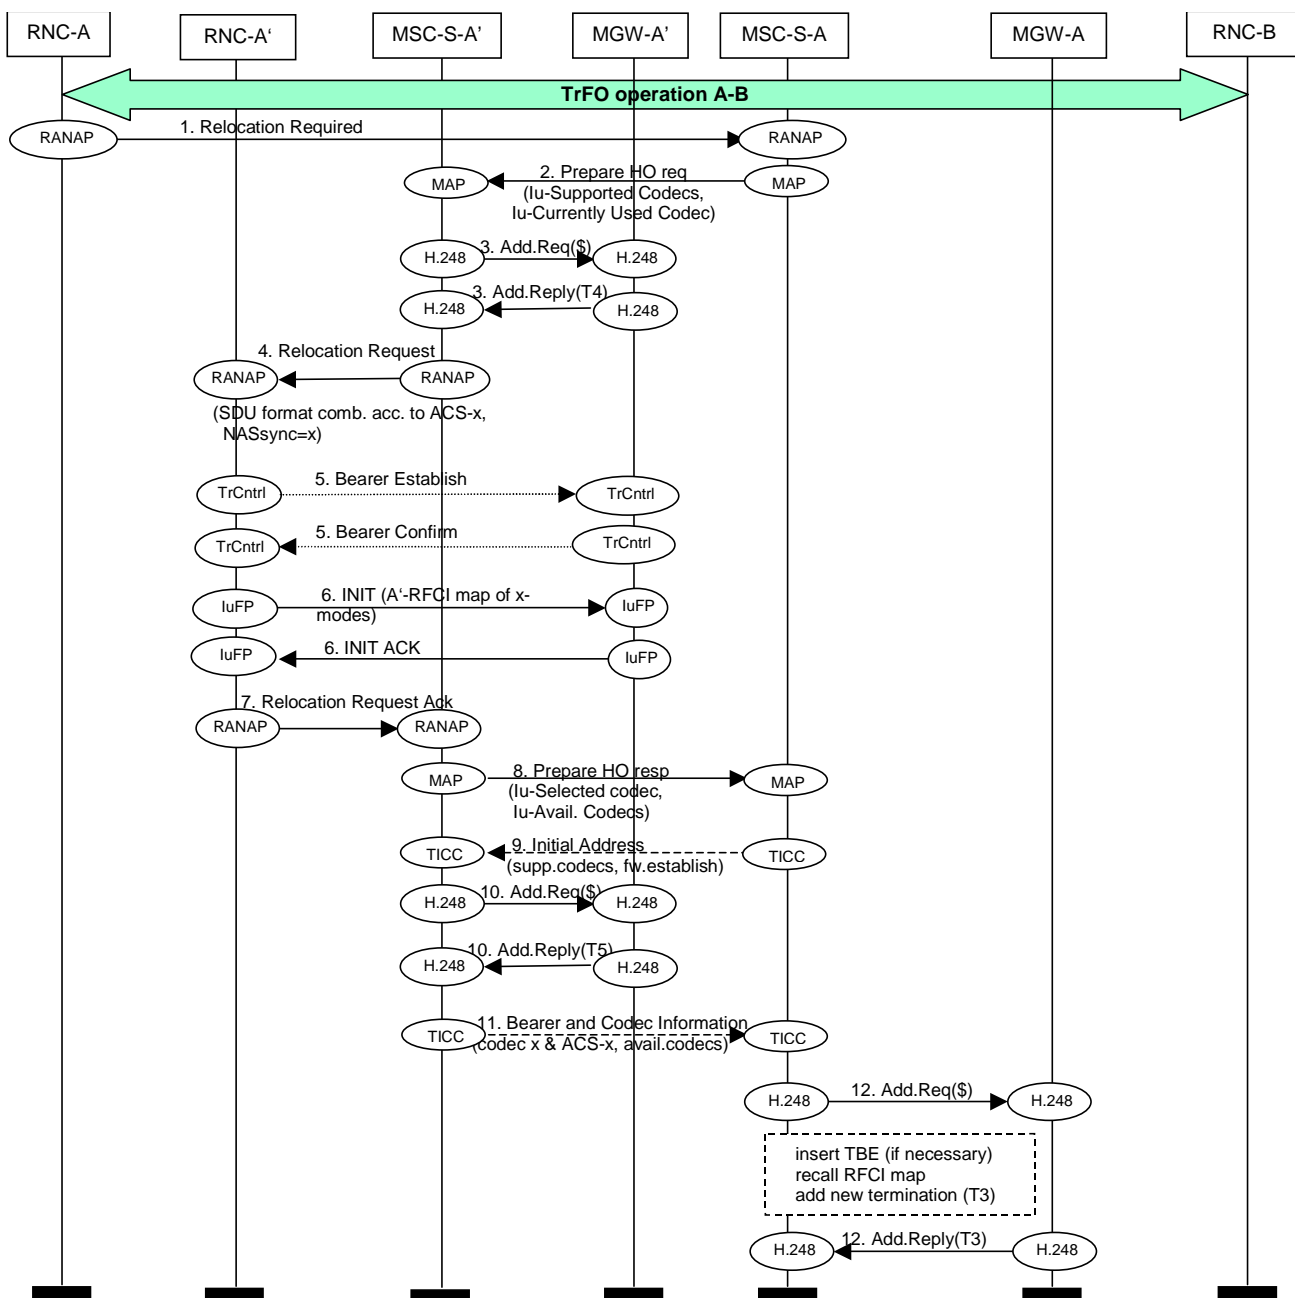 RNC-A
RNC-A‘
MSC-S-A’
MGW-A’
MSC-S-A
MGW-A
RNC-B
TrFO operation A-B
RANAP
1. Relocation Required
RANAP
MAP
2. Prepare HO req
(Iu-Supported Codecs,
Iu-Currently Used Codec)
MAP
H.248
3. Add.Req($)
H.248
H.248
3. Add.Reply(T4)
H.248
4. Relocation Request
RANAP
RANAP
(SDU format comb. acc. to ACS-x,
NASsync=x)
TrCntrl
5. Bearer Establish
TrCntrl
TrCntrl
5. Bearer Confirm
TrCntrl
IuFP
6. INIT (A‘-RFCI map of x-
modes)
IuFP
IuFP
6. INIT ACK
IuFP
7. Relocation Request Ack
RANAP
RANAP
MAP
8. Prepare HO resp
(Iu-Selected codec,
Iu-Avail. Codecs)
MAP
TICC
9. Initial Address
(supp.codecs, fw.establish)
TICC
H.248
10. Add.Req($)
H.248
H.248
10. Add.Reply(T5)
H.248
TICC
11. Bearer and Codec Information
(codec x & ACS-x, avail.codecs)
TICC
H.248
12. Add.Req($)
H.248
insert TBE (if necessary)
recall RFCI map
add new termination (T3)
H.248
12. Add.Reply(T3)
H.248